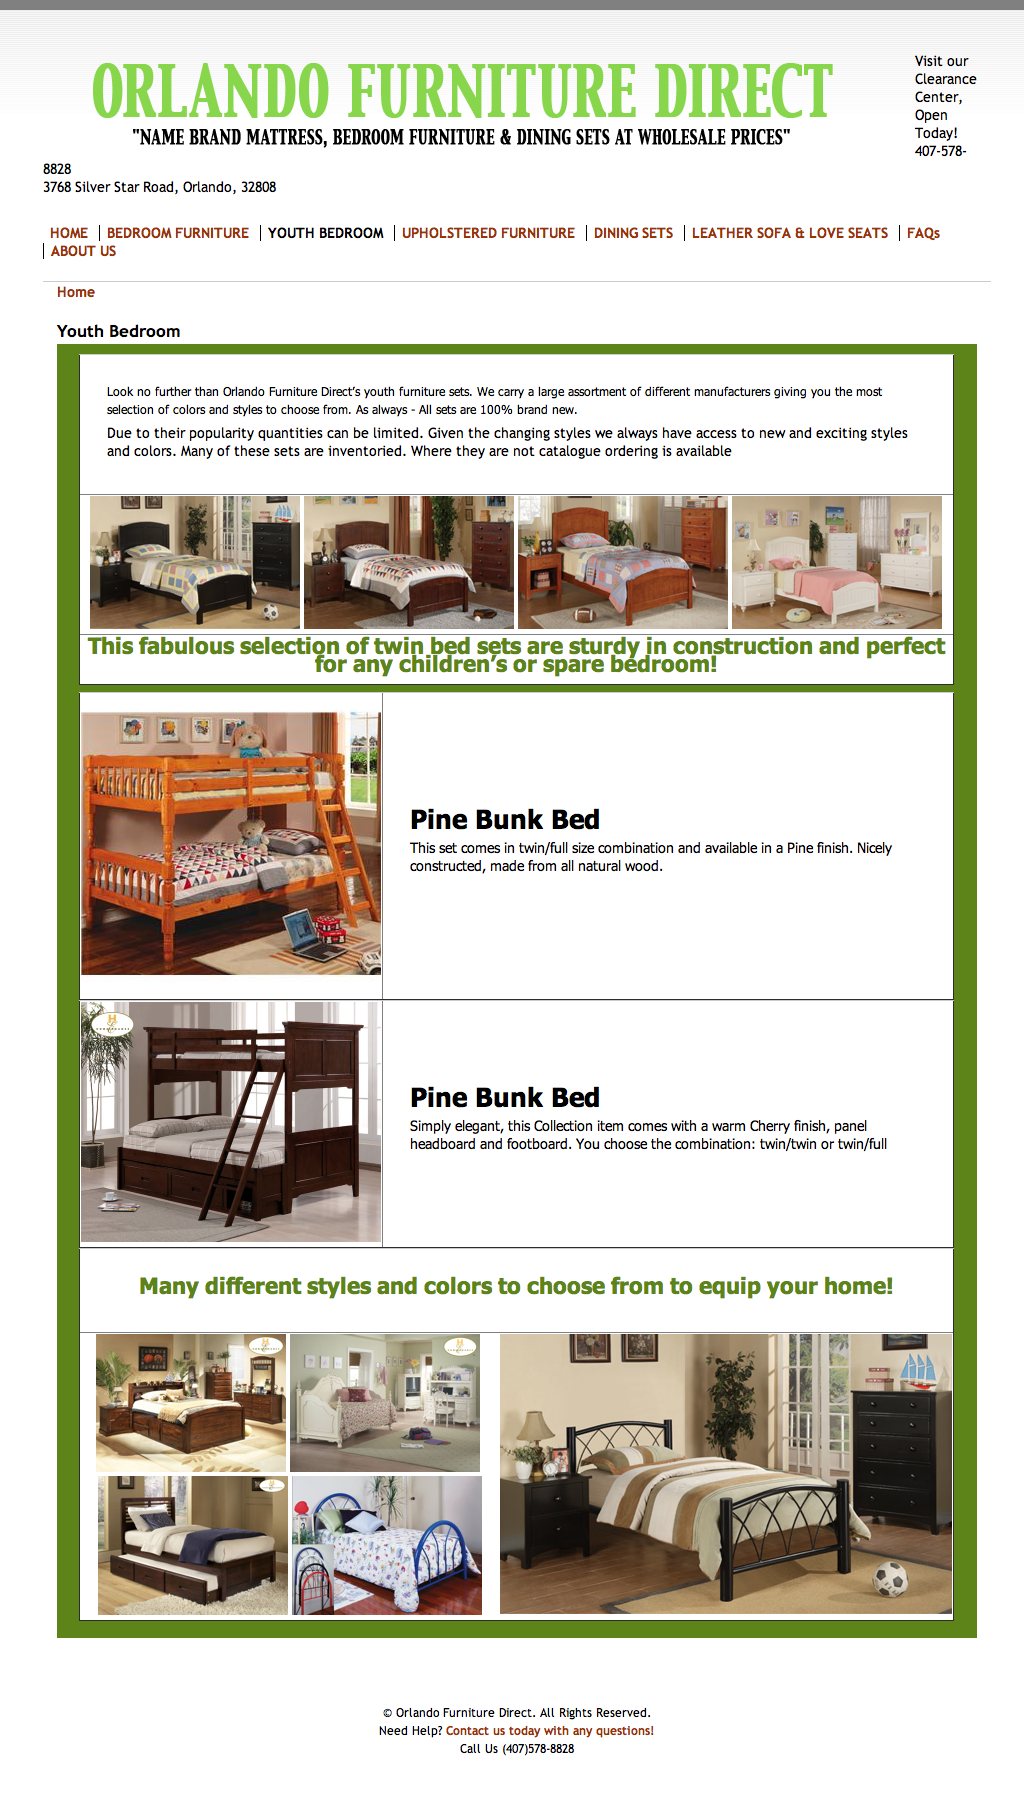 ORLANDO FURNITURE DIRECT
"NAME BRAND MATTRESS, BEDROOM FURNITURE & DINING SETS AT WHOLESALE PRICES"
Visit our
Clearance
Center,
Open
Today!
407-578-
8828
3768 Silver Star Road, Orlando, 32808
HOME BEDROOM FURNITURE YOUTH BEDROOM UPHOLSTERED FURNITURE DINING SETS LEATHER SOFA & LOVE SEATS FAQs
ABOUT US
Home
Youth Bedroom
Look no further than Orlando Furniture Direct’s youth furniture sets. We carry a large assortment of different manufacturers giving you the most
selection of colors and styles to choose from. As always - All sets are 100% brand new.
Due to their popularity quantities can be limited. Given the changing styles we always have access to new and exciting styles
and colors. Many of these sets are inventoried. Where they are not catalogue ordering is available
This fabulous selection of twin bed sets are sturdy in construction and perfect
for any children’s or spare bedroom!
Pine Bunk Bed
This set comes in twin/full size combination and available in a Pine finish. Nicely
constructed, made from all natural wood.
Pine Bunk Bed
Simply elegant, this Collection item comes with a warm Cherry finish, panel
headboard and footboard. You choose the combination: twin/twin or twin/full
Many different styles and colors to choose from to equip your home!
© Orlando Furniture Direct. All Rights Reserved.
Need Help? Contact us today with any questions!
Call Us (407)578-8828